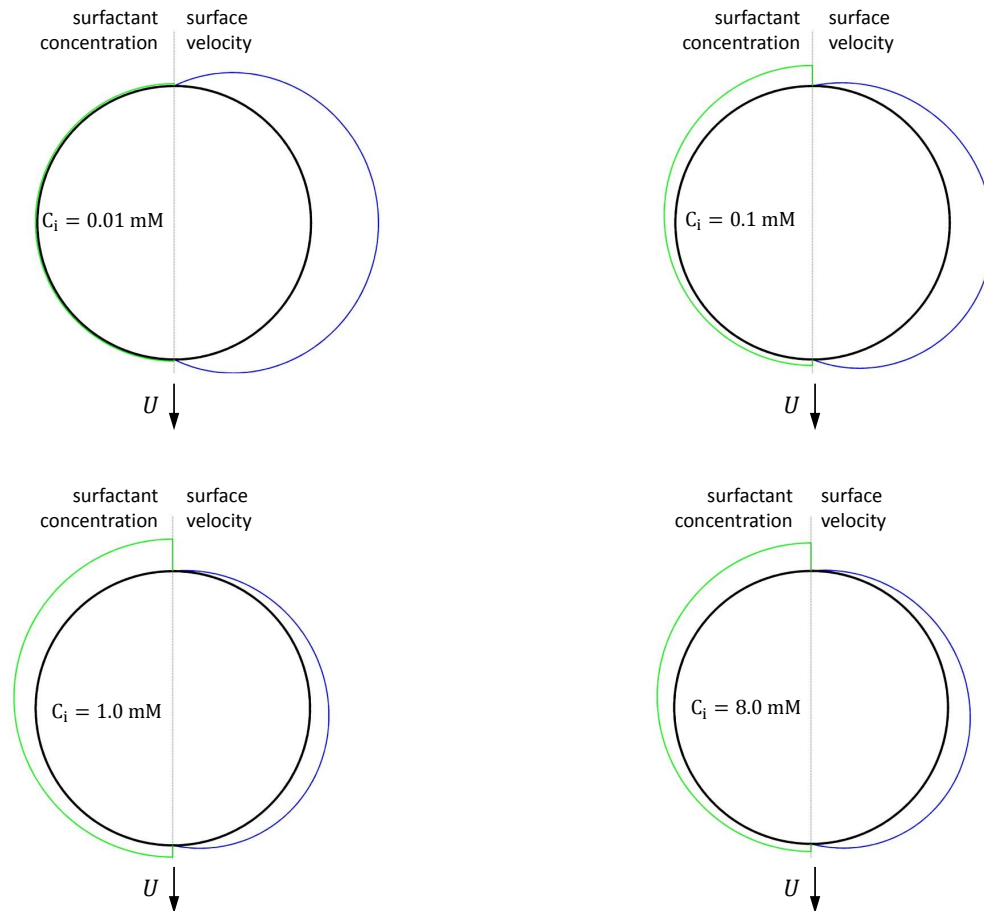 surfactant concentration
surface velocity
C_i = 0.01 mM
U
surfactant concentration
surface velocity
C_i = 0.1 mM
U
surfactant concentration
surface velocity
C_i = 1.0 mM
U
surfactant concentration
surface velocity
C_i = 8.0 mM
U